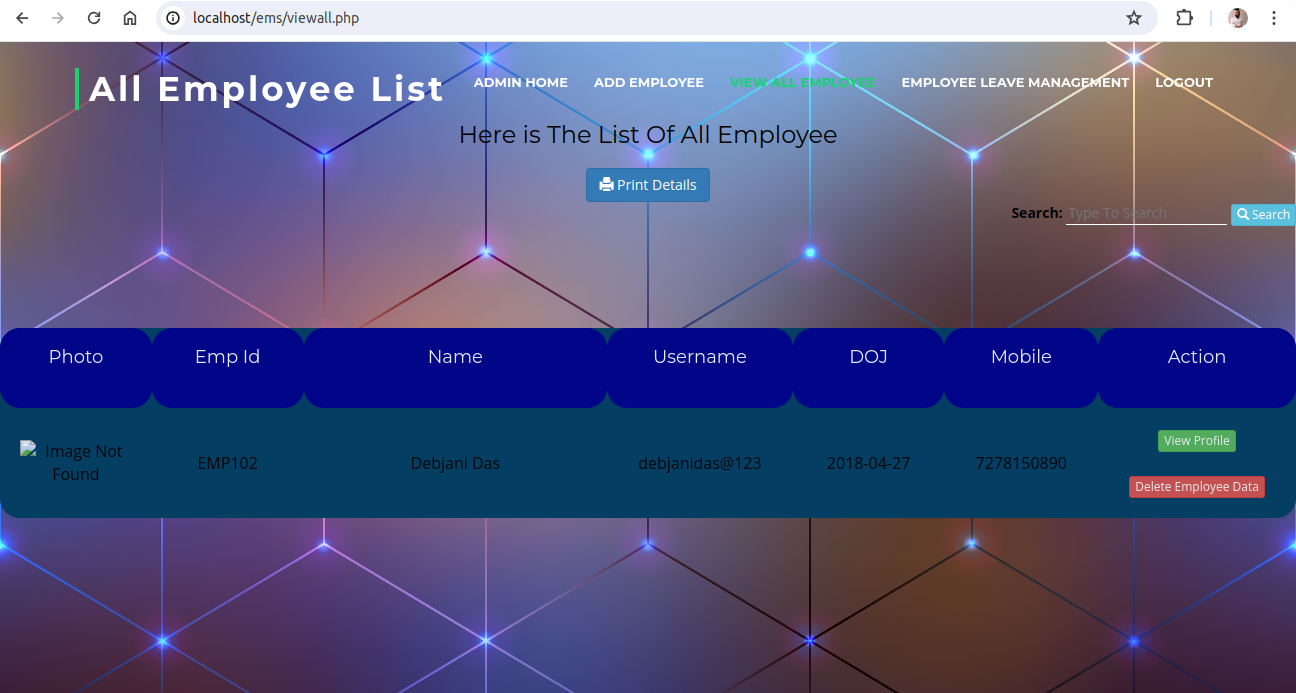 localhost/ems/viewall.php
All Employee List
ADMIN HOME ADD EMPLOYEE VIEW ALL EMPLOYEE EMPLOYEE LEAVE MANAGEMENT LOGOUT
Here is The List Of All Employee
Print Details
Search: Type To Search Search
Photo Emp Id Name Username DOJ Mobile Action
Image Not Found EMP102 Debjani Das debjanidas@123 2018-04-27 7278150890 View Profile
Delete Employee Data